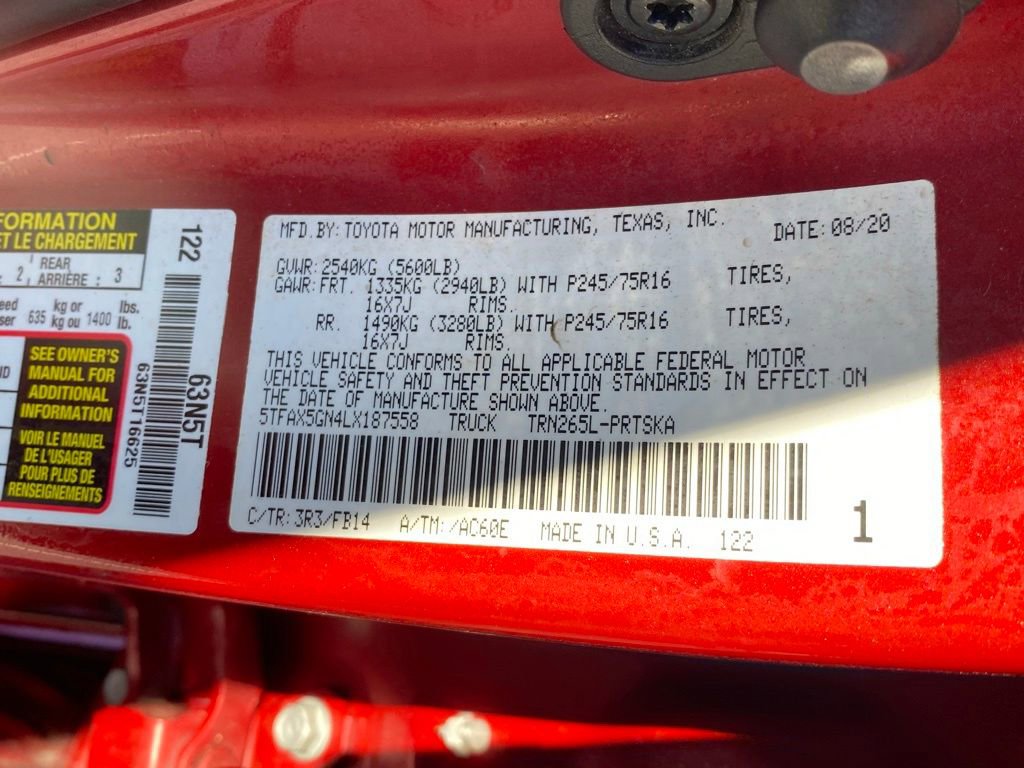 FORMATION
ET LE CHARGEMENT
2 REAR ARRIÈRE : 3
kg or lbs.
635 kg ou 1400 lb.
SEE OWNER'S
MANUAL FOR
ADDITIONAL
INFORMATION
VOIR LE MANUEL
DE L'USAGER
POUR PLUS DE
RENSEIGNEMENTS
122
63N5T16625
63N5T
MFD.BY:TOYOTA MOTOR MANUFACTURING, TEXAS, INC. DATE:08/20
GVWR:2540KG (5600LB)
GAWR:FRT. 1335KG (2940LB) WITH P245/75R16 TIRES,
16X7J RIMS.
RR. 1490KG (3280LB) WITH P245/75R16 TIRES,
16X7J RIMS.
THIS VEHICLE CONFORMS TO ALL APPLICABLE FEDERAL MOTOR
VEHICLE SAFETY AND THEFT PREVENTION STANDARDS IN EFFECT ON
THE DATE OF MANUFACTURE SHOWN ABOVE.
5TFAX5GN4LX187558 TRUCK TRN265L-PRTSKA
C/TR:3R3/FB14 A/TM:/AC60E MADE IN U.S.A. 122
1